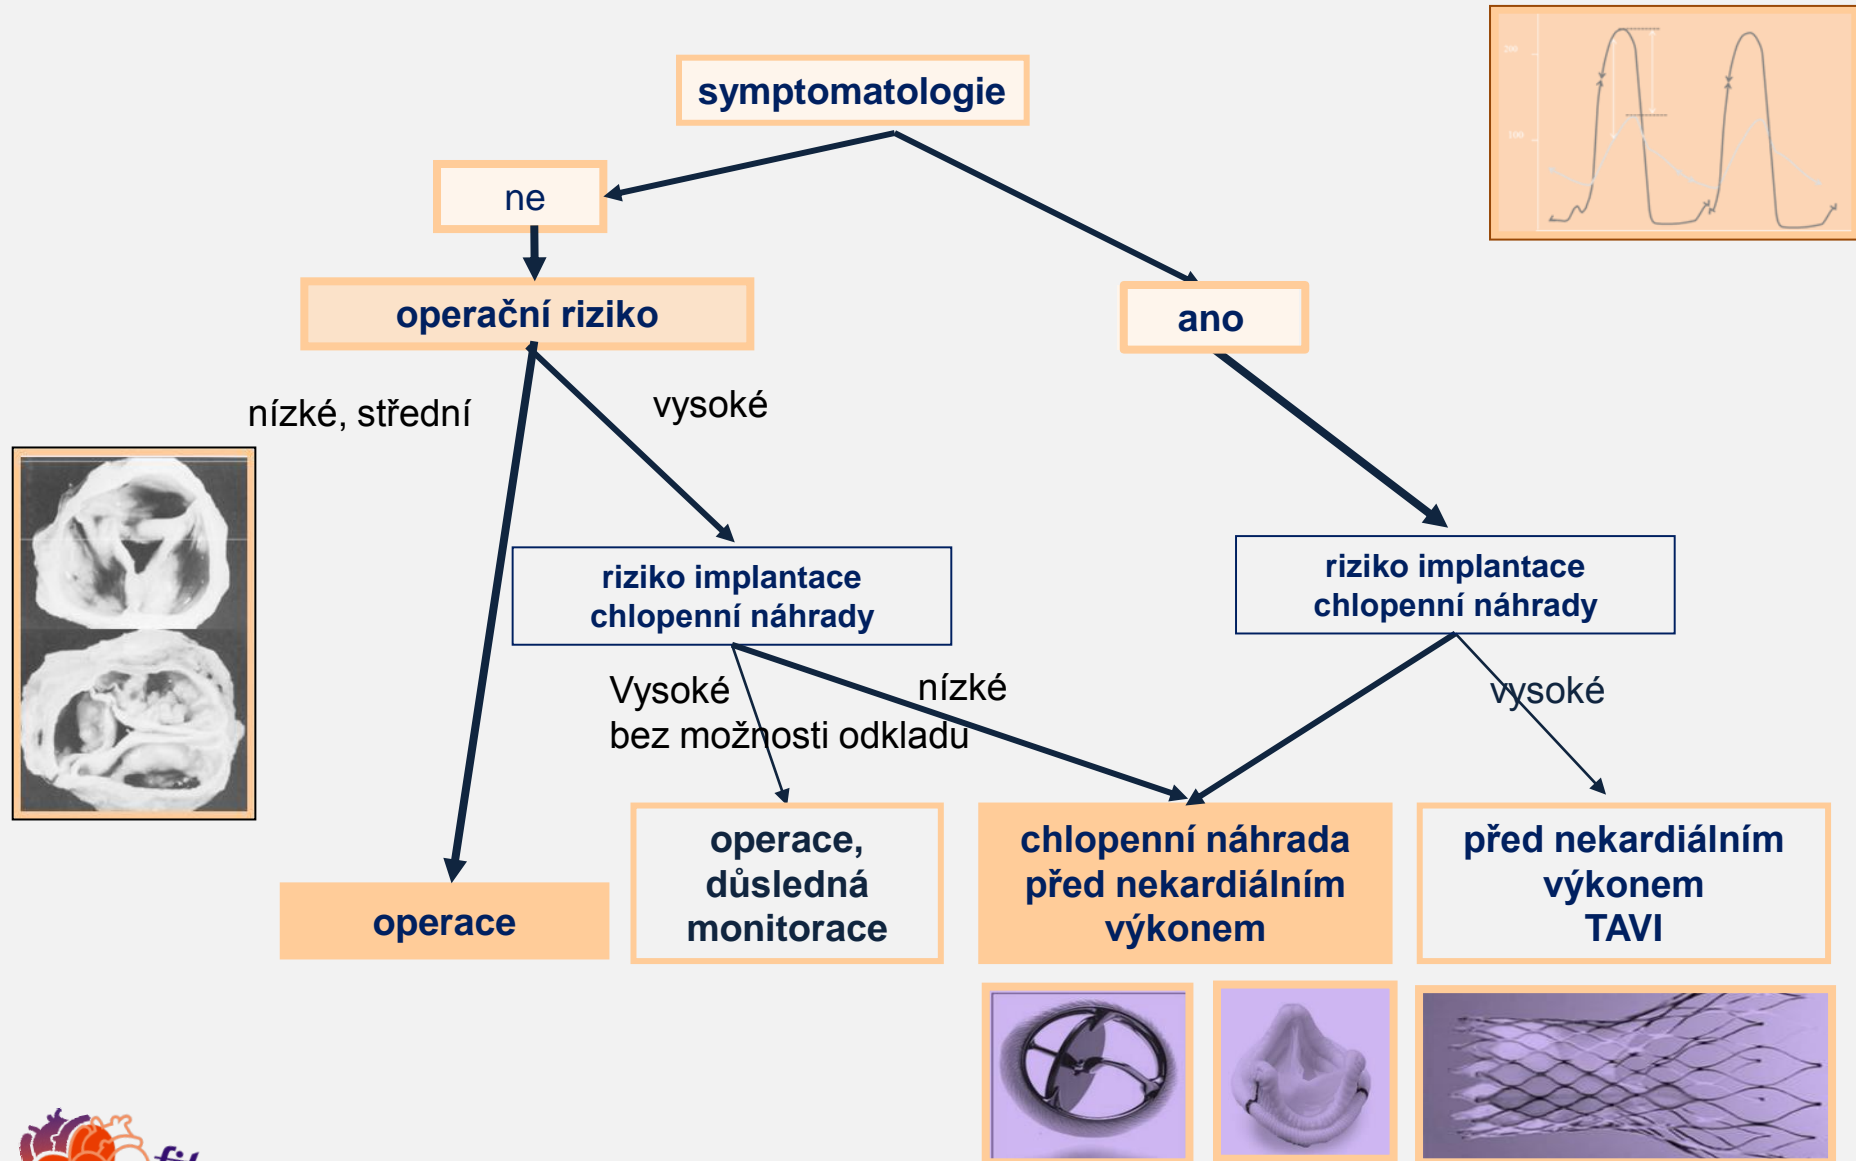 symptomatologie
ne
operační riziko
ano
nízké, střední
vysoké
riziko implantace
chlopenní náhrady
riziko implantace
chlopenní náhrady
Vysoké
bez možnosti odkladu
nízké
vysoké
operace
operace,
důsledná
monitorace
chlopenní náhrada
před nekardiálním
výkonem
před nekardiálním
výkonem
TAVI
100